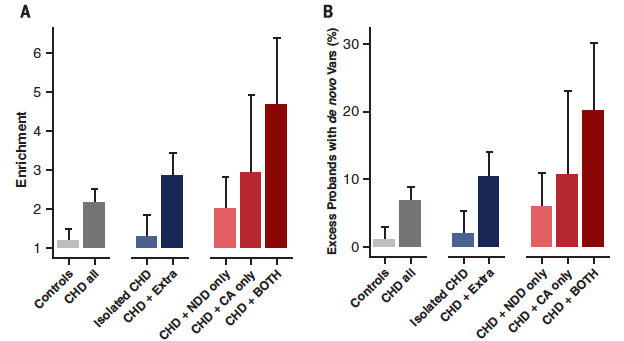 A
Enrichment
6
5
4
3
2
1
Controls
CHD all
Isolated CHD
CHD + Extra
CHD + NDD only
CHD + CA only
CHD + BOTH
B
Excess Probands with de novo Vars (%)
30
20
10
0
Controls
CHD all
Isolated CHD
CHD + Extra
CHD + NDD only
CHD + CA only
CHD + BOTH